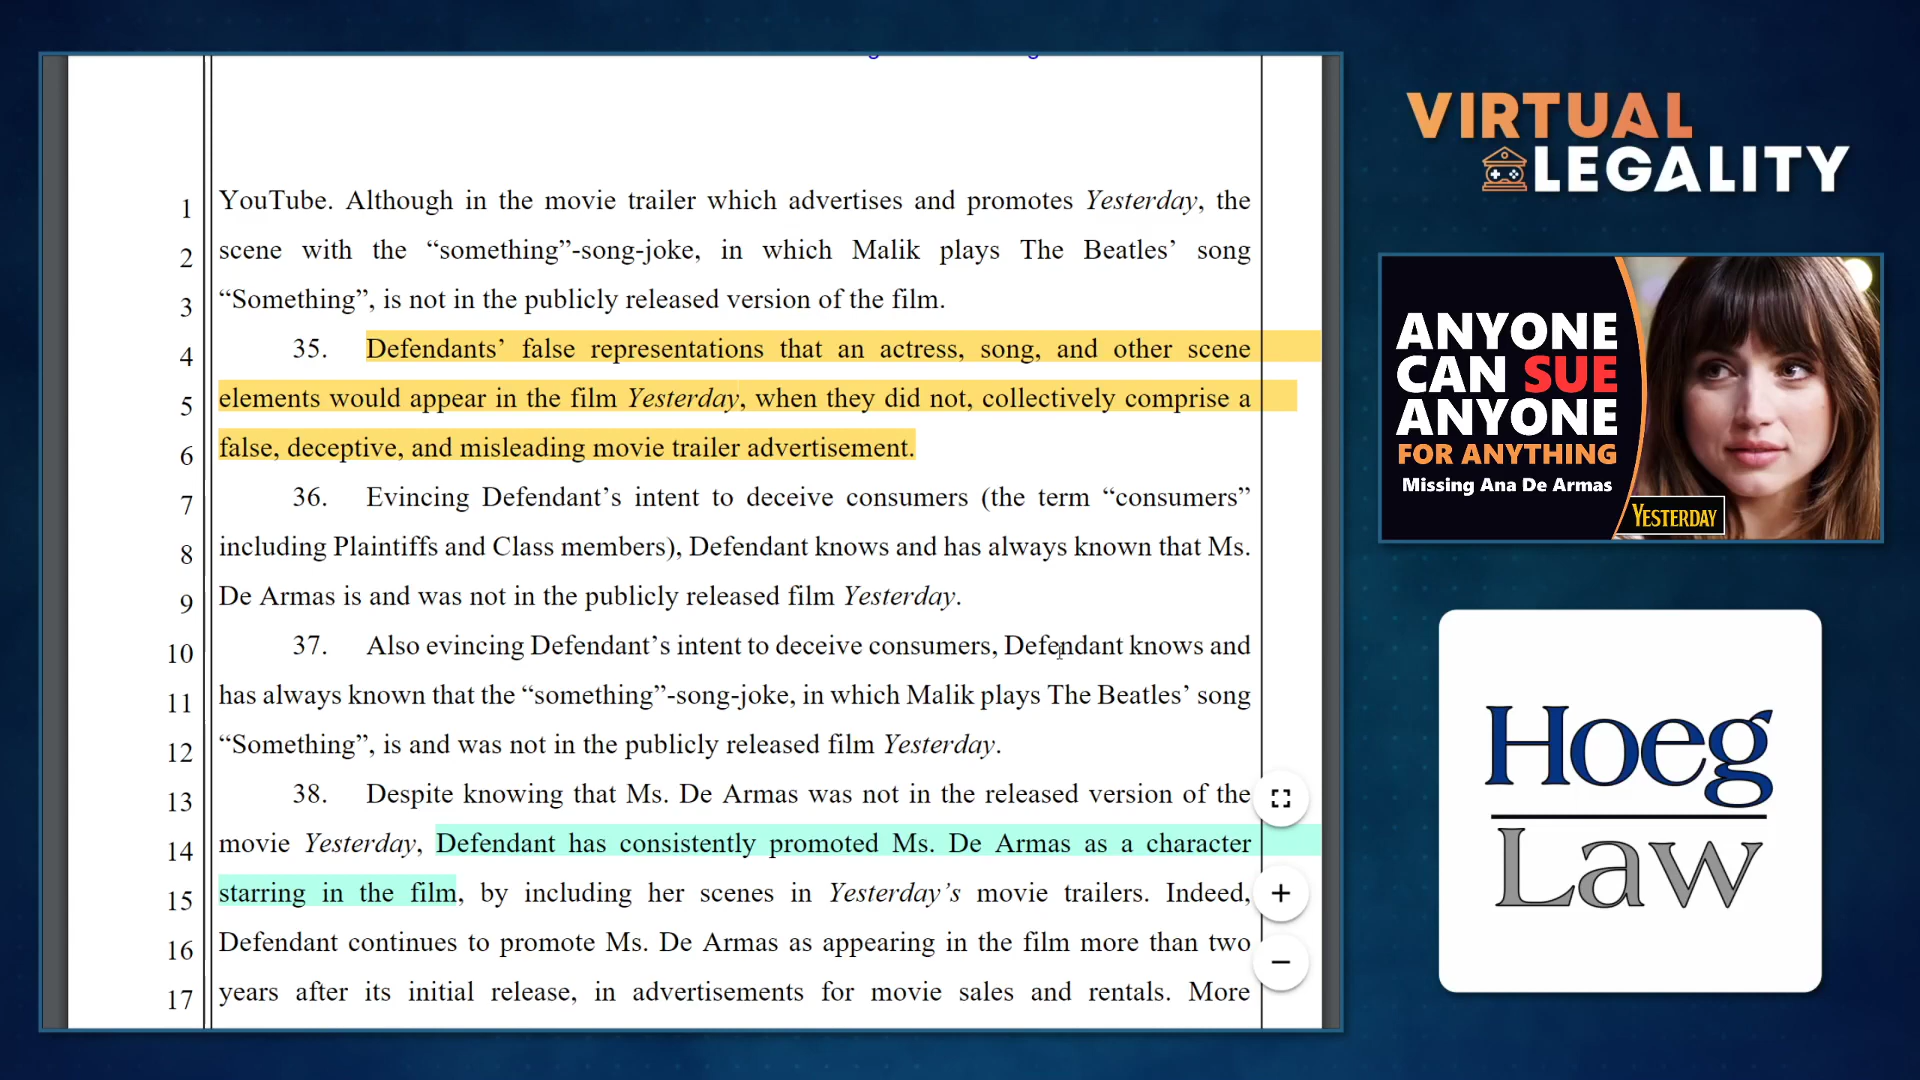 1 YouTube. Although in the movie trailer which advertises and promotes Yesterday, the
2 scene with the “something”-song-joke, in which Malik plays The Beatles’ song
3 “Something”, is not in the publicly released version of the film.
4 35. Defendants’ false representations that an actress, song, and other scene
5 elements would appear in the film Yesterday, when they did not, collectively comprise a
6 false, deceptive, and misleading movie trailer advertisement.
7 36. Evincing Defendant’s intent to deceive consumers (the term “consumers”
8 including Plaintiffs and Class members), Defendant knows and has always known that Ms.
9 De Armas is and was not in the publicly released film Yesterday.
10 37. Also evincing Defendant’s intent to deceive consumers, Defendant knows and
11 has always known that the “something”-song-joke, in which Malik plays The Beatles’ song
12 “Something”, is and was not in the publicly released film Yesterday.
13 38. Despite knowing that Ms. De Armas was not in the released version of the
14 movie Yesterday, Defendant has consistently promoted Ms. De Armas as a character
15 starring in the film, by including her scenes in Yesterday’s movie trailers. Indeed,
16 Defendant continues to promote Ms. De Armas as appearing in the film more than two
17 years after its initial release, in advertisements for movie sales and rentals. More
VIRTUAL
LEGALITY
ANYONE
CAN SUE
ANYONE
FOR ANYTHING
Missing Ana De Armas
YESTERDAY
Hoeg
Law